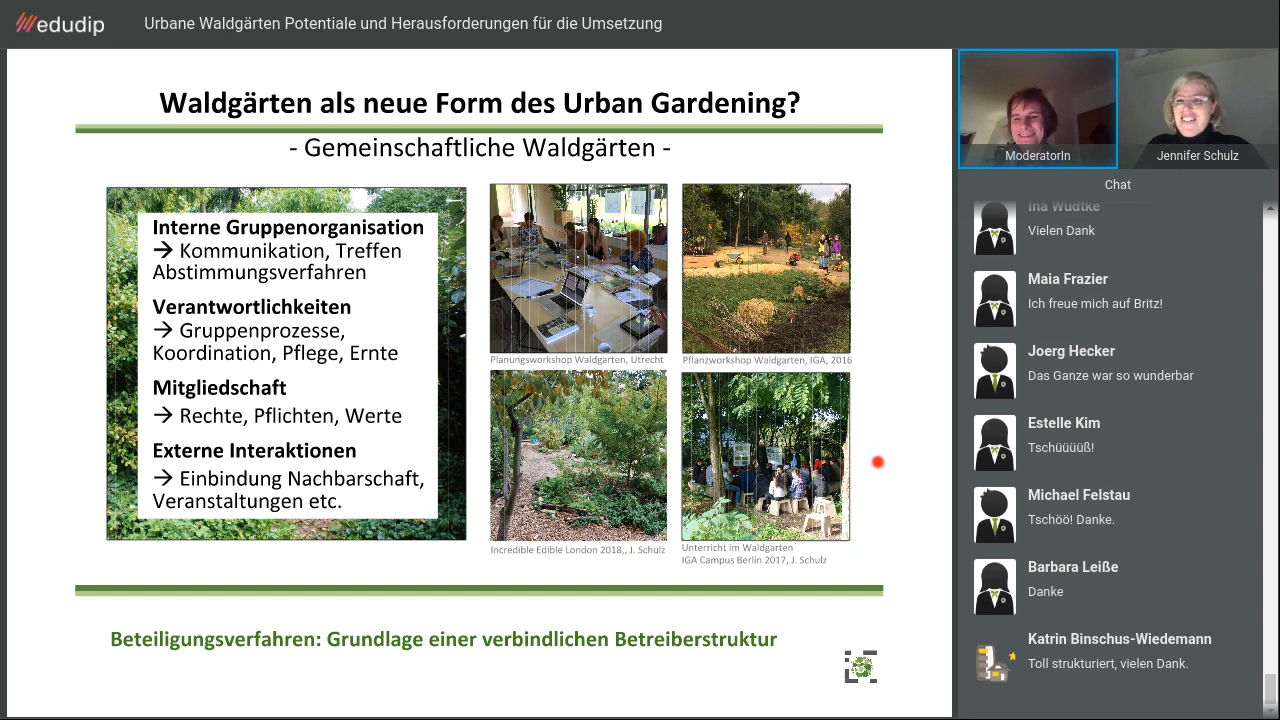 edudip
Urbane Waldgärten Potentiale und Herausforderungen für die Umsetzung
Waldgärten als neue Form des Urban Gardening?
- Gemeinschaftliche Waldgärten -
Interne Gruppenorganisation
→ Kommunikation, Treffen
Abstimmungsverfahren
Verantwortlichkeiten
→ Gruppenprozesse,
Koordination, Pflege, Ernte
Mitgliedschaft
→ Rechte, Pflichten, Werte
Externe Interaktionen
→ Einbindung Nachbarschaft,
Veranstaltungen etc.
Planungsworkshop Waldgarten, Utrecht
Pflanzworkshop Waldgarten, IGA, 2016
Incredible Edible London 2018,, J. Schulz
Unterricht im Waldgarten
IGA Campus Berlin 2017, J. Schulz
Beteiligungsverfahren: Grundlage einer verbindlichen Betreiberstruktur
ModeratorIn
Jennifer Schulz
Chat
Ina Wudtke
Vielen Dank
Maia Frazier
Ich freue mich auf Britz!
Joerg Hecker
Das Ganze war so wunderbar
Estelle Kim
Tschüüüüß!
Michael Felstau
Tschöö! Danke.
Barbara Leiße
Danke
Katrin Binschus-Wiedemann
Toll strukturiert, vielen Dank.